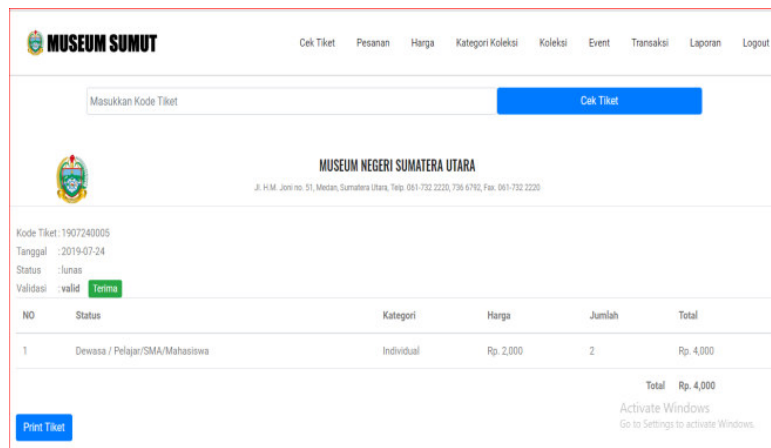 MUSEUM SUMUT Cek Tiket Pesanan Harga Kategori Koleksi Koleksi Event Transaksi Laporan Logout
Masukkan Kode Tiket Cek Tiket
MUSEUM NEGERI SUMATERA UTARA
Jl. H.M. Joni no. 51, Medan, Sumatera Utara, Telp. 061-732 2220, 736 6792, Fax. 061-732 2220
Kode Tiket : 1907240005
Tanggal : 2019-07-24
Status : lunas
Validasi : valid Terima
NO Status Kategori Harga Jumlah Total
1 Dewasa / Pelajar/SMA/Mahasiswa Individual Rp. 2,000 2 Rp. 4,000
Total Rp. 4,000
Activate Windows
Go to Settings to activate Windows.
Print Tiket